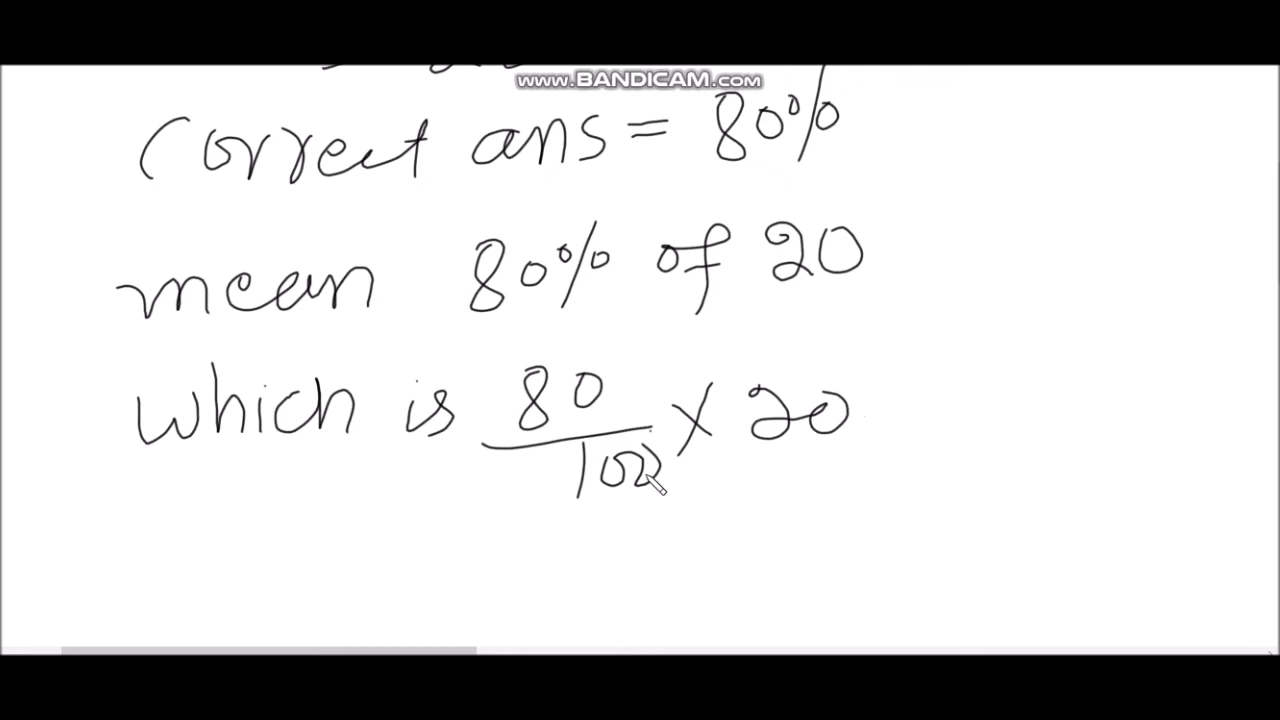 www.BANDICAM.com
Correct ans = 80%
mean 80% of 20
which is 80/100 × 20